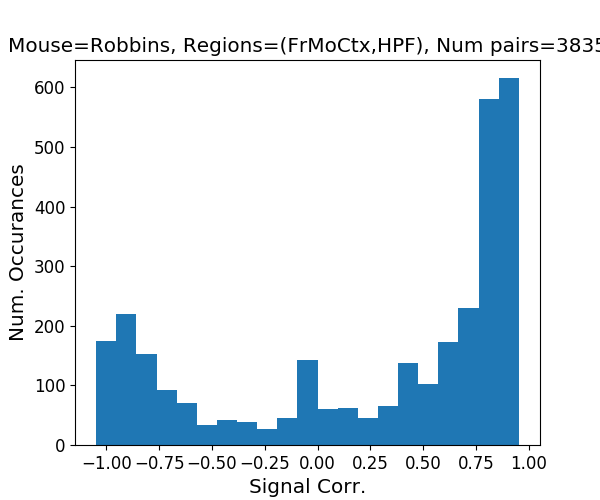 Mouse=Robbins, Regions=(FrMoCtx,HPF), Num pairs=3835
600
500
400
300
200
100
0
Num. Occurances
−1.00 −0.75 −0.50 −0.25 0.00 0.25 0.50 0.75 1.00
Signal Corr.